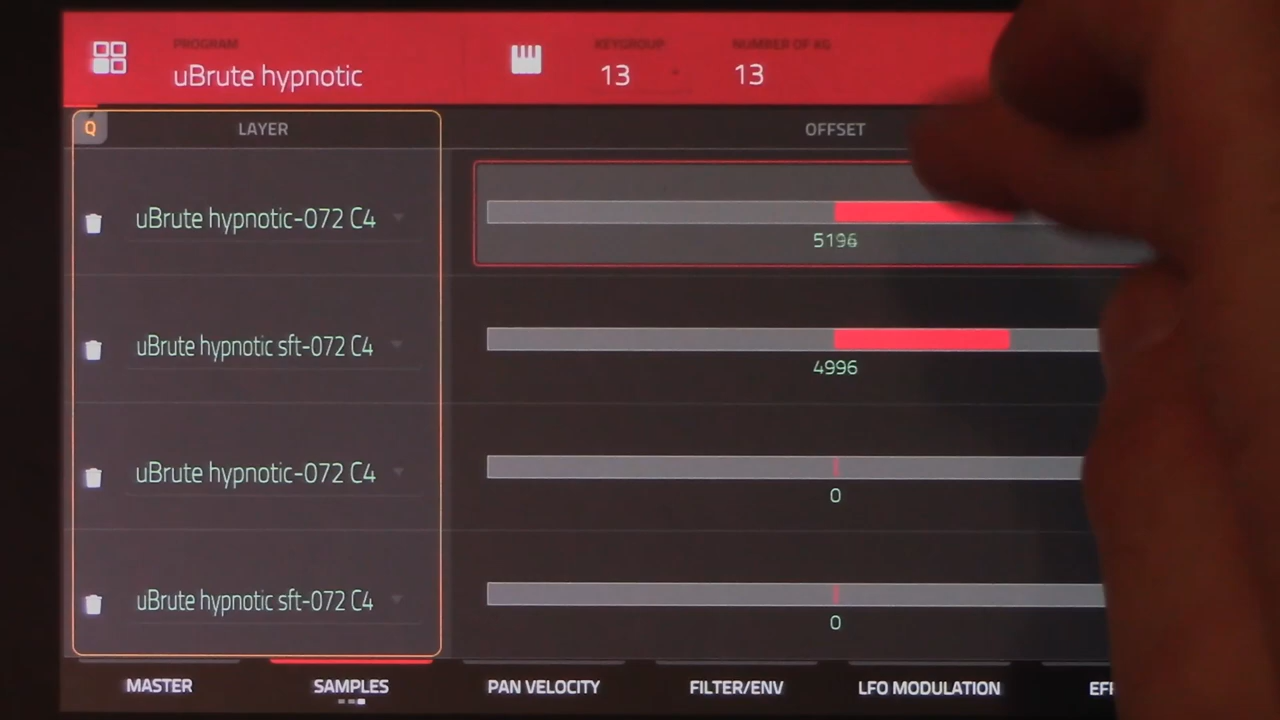 PROGRAM
uBrute hypnotic
KEYGROUP
13
NUMBER OF KG
13
Q
LAYER
OFFSET
uBrute hypnotic-072 C4
5196
uBrute hypnotic sft-072 C4
4996
uBrute hypnotic-072 C4
0
uBrute hypnotic sft-072 C4
0
MASTER
SAMPLES
PAN VELOCITY
FILTER/ENV
LFO MODULATION